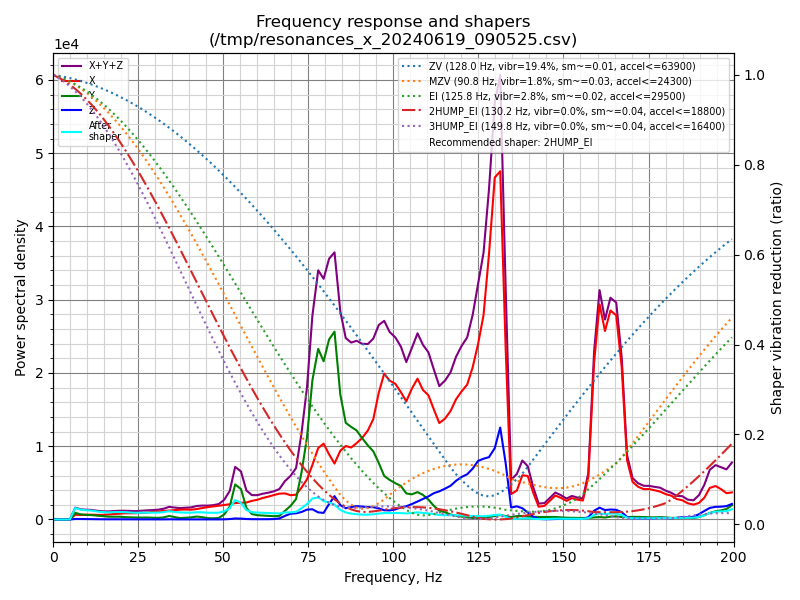 Frequency response and shapers
(/tmp/resonances_x_20240619_090525.csv)
1e4
X+Y+Z
X
Y
Z
After
shaper
ZV (128.0 Hz, vibr=19.4%, sm~=0.01, accel<=63900)
MZV (90.8 Hz, vibr=1.8%, sm~=0.03, accel<=24300)
EI (125.8 Hz, vibr=2.8%, sm~=0.02, accel<=29500)
2HUMP_EI (130.2 Hz, vibr=0.0%, sm~=0.04, accel<=18800)
3HUMP_EI (149.8 Hz, vibr=0.0%, sm~=0.04, accel<=16400)
Recommended shaper: 2HUMP_EI
6
5
4
3
2
1
0
Power spectral density
1.0
0.8
0.6
0.4
0.2
0.0
Shaper vibration reduction (ratio)
0 25 50 75 100 125 150 175 200
Frequency, Hz